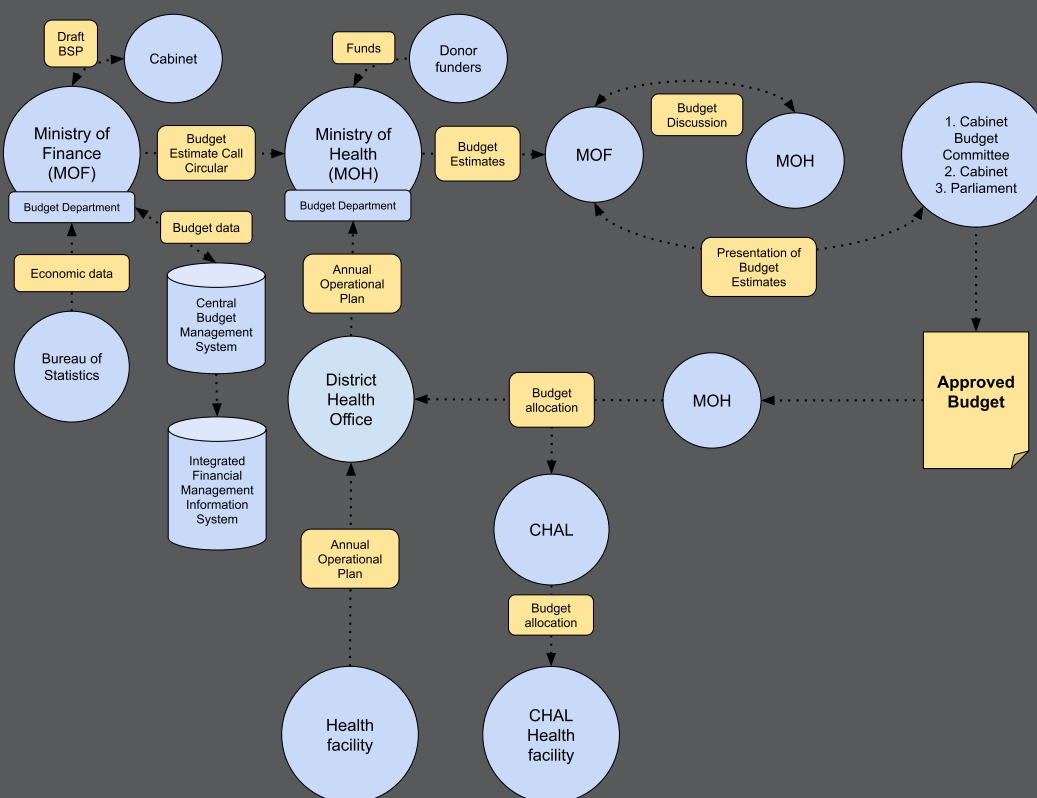 Draft
BSP
Cabinet
Funds
Donor
funders
Ministry of
Finance
(MOF)
Budget
Estimate Call
Circular
Ministry of
Health
(MOH)
Budget
Estimates
MOF
Budget
Discussion
MOH
1. Cabinet
Budget
Committee
2. Cabinet
3. Parliament
Budget Department
Budget data
Budget Department
Economic data
Annual
Operational
Plan
Presentation of
Budget
Estimates
Central
Budget
Management
System
Bureau of
Statistics
District
Health
Office
Budget
allocation
MOH
Approved
Budget
Integrated
Financial
Management
Information
System
CHAL
Annual
Operational
Plan
Budget
allocation
Health
facility
CHAL
Health
facility